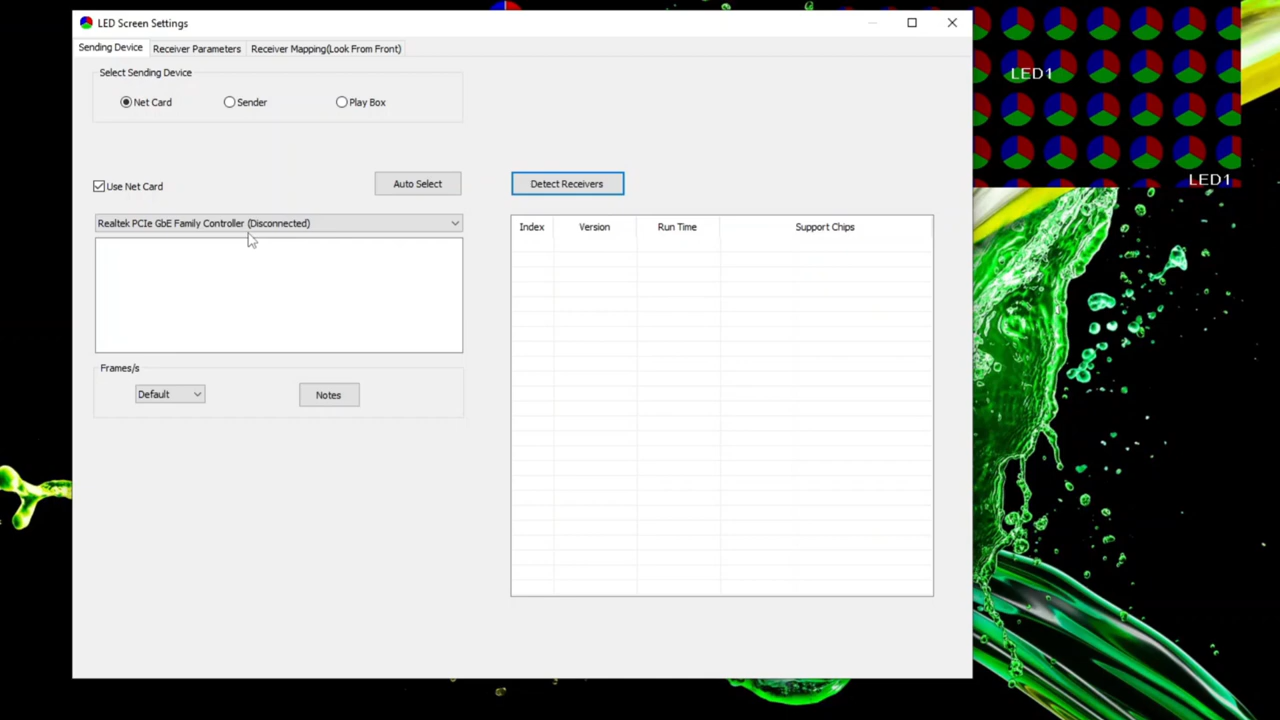 LED Screen Settings
Sending Device
Receiver Parameters
Receiver Mapping(Look From Front)
Select Sending Device
Net Card
Sender
Play Box
Use Net Card
Auto Select
Detect Receivers
Realtek PCIe GbE Family Controller (Disconnected)
Index
Version
Run Time
Support Chips
Frames/s
Default
Notes
LED1
LED1